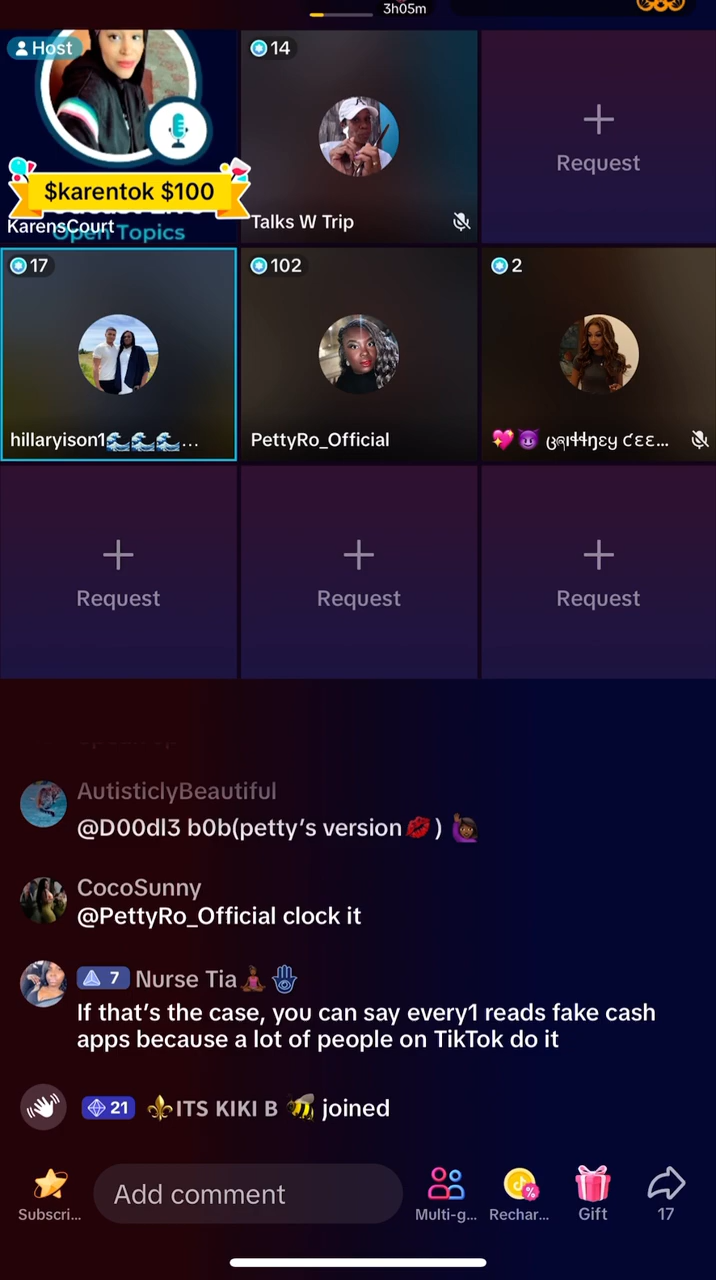 3h05m
Host
$karentok $100
KarensCourt
Open Topics
14
Talks W Trip
Request
17
hillaryison1🌊🌊🌊...
102
PettyRo_Official
2
Request
Request
Request
AutisticlyBeautiful
@D00dl3 b0b(petty’s version💋) 🙋🏾‍♀️
CocoSunny
@PettyRo_Official clock it
7 Nurse Tia🧘🏾‍♀️🪬
If that’s the case, you can say every1 reads fake cash
apps because a lot of people on TikTok do it
21 ⚜️ITS KIKI B 🐝 joined
Add comment
Subscri...
Multi-g...
Rechar...
Gift
17